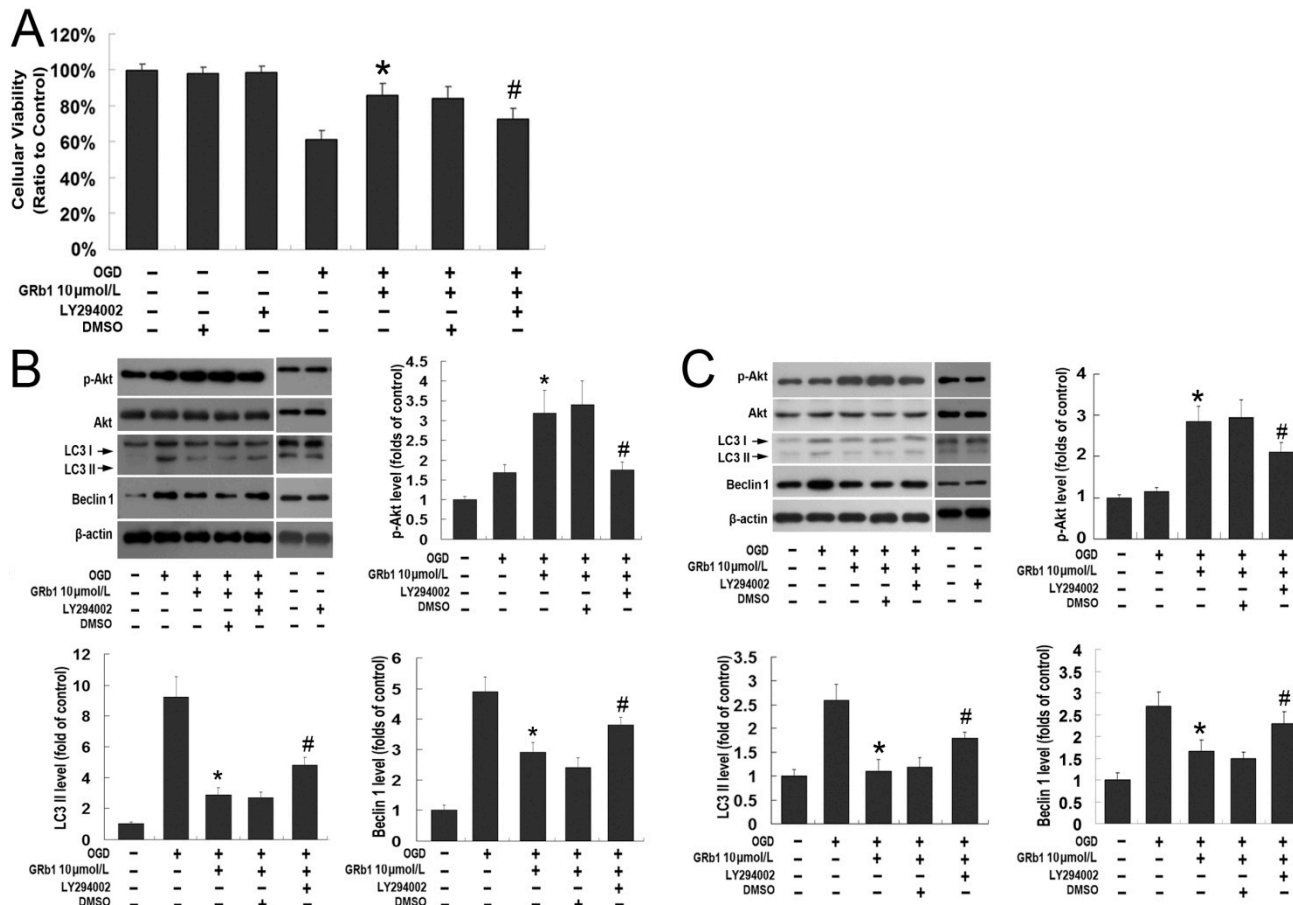 A
120%
100%
80%
60%
40%
20%
0%
Cellular Viability
(Ratio to Control)
*
#
OGD – – – + + + +
GRb1 10μmol/L – – – – + + +
LY294002 – – + – – – +
DMSO – + – – – + –
B
p-Akt
Akt
LC3 I
LC3 II
Beclin 1
β-actin
OGD – + + + + – –
GRb1 10μmol/L – – + + + – –
LY294002 – – – – + – +
DMSO – – – + – – –
4.5
4
3.5
3
2.5
2
1.5
1
0.5
0
p-Akt level (folds of control)
*
#
OGD – + + + +
GRb1 10μmol/L – – + + +
LY294002 – – – – +
DMSO – – – + –
12
10
8
6
4
2
0
LC3 II level (fold of control)
*
#
OGD – + + + +
GRb1 10μmol/L – – + + +
LY294002 – – – – +
DMSO – – – + –
6
5
4
3
2
1
0
Beclin 1 level (folds of control)
*
#
OGD – + + + +
GRb1 10μmol/L – – + + +
LY294002 – – – – +
DMSO – – – + –
C
p-Akt
Akt
LC3 I
LC3 II
Beclin 1
β-actin
OGD – + + + + – –
GRb1 10μmol/L – – + + + – –
LY294002 – – – – + – +
DMSO – – – + – – –
4
3
2
1
0
p-Akt level (folds of control)
*
#
OGD – + + + +
GRb1 10μmol/L – – + + +
LY294002 – – – – +
DMSO – – – + –
3.5
3
2.5
2
1.5
1
0.5
0
LC3 II level (fold of control)
*
#
OGD – + + + +
GRb1 10μmol/L – – + + +
LY294002 – – – – +
DMSO – – – + –
3.5
3
2.5
2
1.5
1
0.5
0
Beclin 1 level (folds of control)
*
#
OGD – + + + +
GRb1 10μmol/L – – + + +
LY294002 – – – – +
DMSO – – – + –